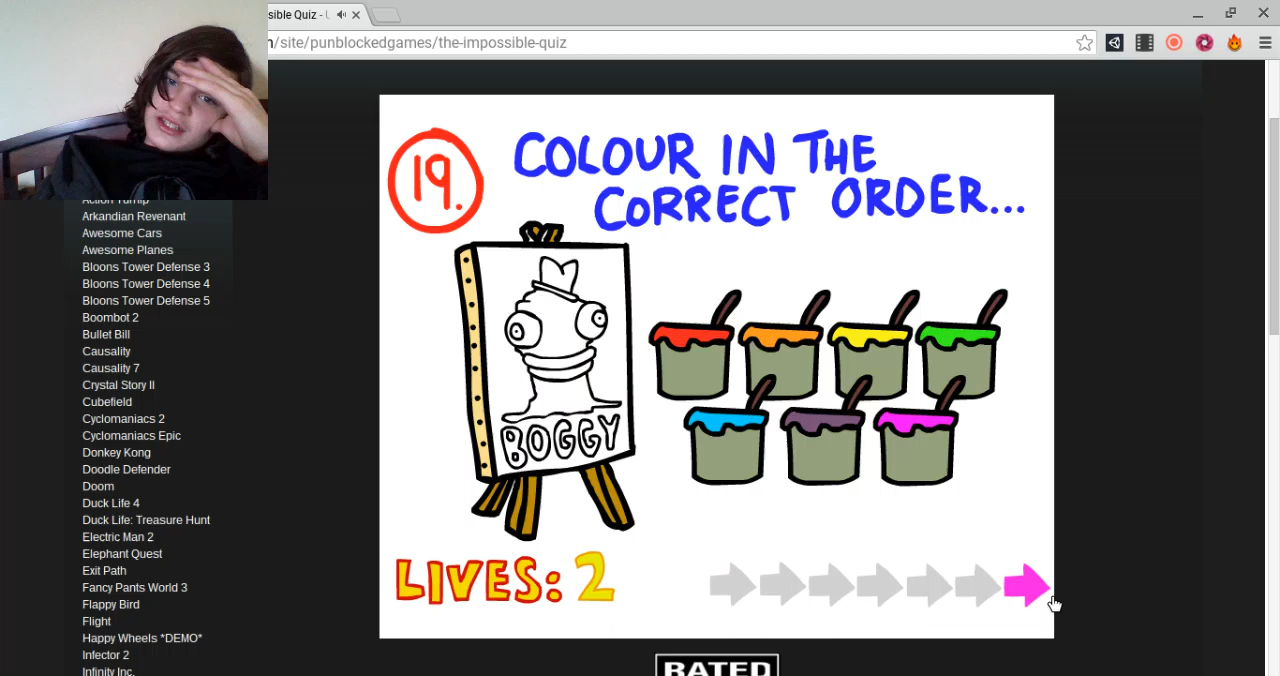 sible Quiz - U
/site/punblockedgames/the-impossible-quiz
Arkandian Revenant
Awesome Cars
Awesome Planes
Bloons Tower Defense 3
Bloons Tower Defense 4
Bloons Tower Defense 5
Boombot 2
Bullet Bill
Causality
Causality 7
Crystal Story II
Cubefield
Cyclomaniacs 2
Cyclomaniacs Epic
Donkey Kong
Doodle Defender
Doom
Duck Life 4
Duck Life: Treasure Hunt
Electric Man 2
Elephant Quest
Exit Path
Fancy Pants World 3
Flappy Bird
Flight
Happy Wheels *DEMO*
Infector 2
Infinity Inc.
19.
COLOUR IN THE
CORRECT ORDER...
BOGGY
LIVES: 2
RATED